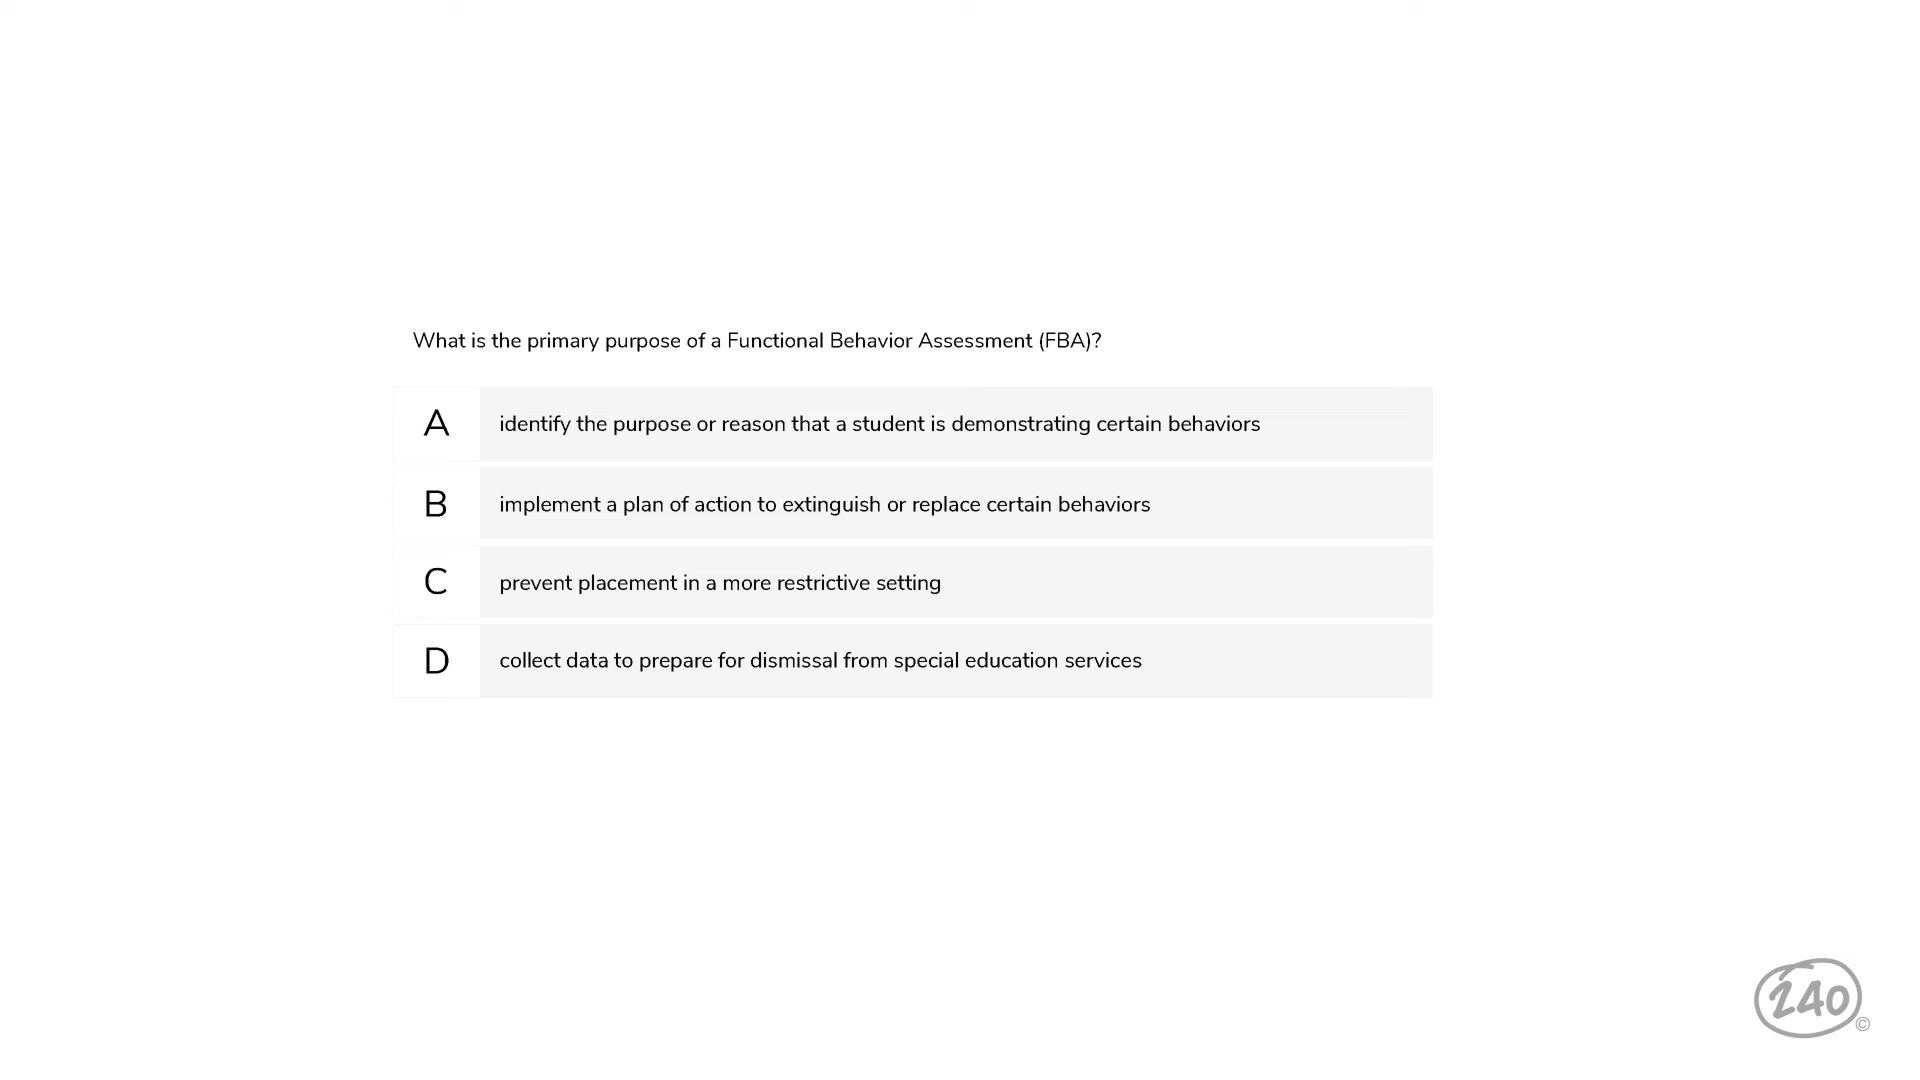 What is the primary purpose of a Functional Behavior Assessment (FBA)?
A identify the purpose or reason that a student is demonstrating certain behaviors
B implement a plan of action to extinguish or replace certain behaviors
C prevent placement in a more restrictive setting
D collect data to prepare for dismissal from special education services
240 ©